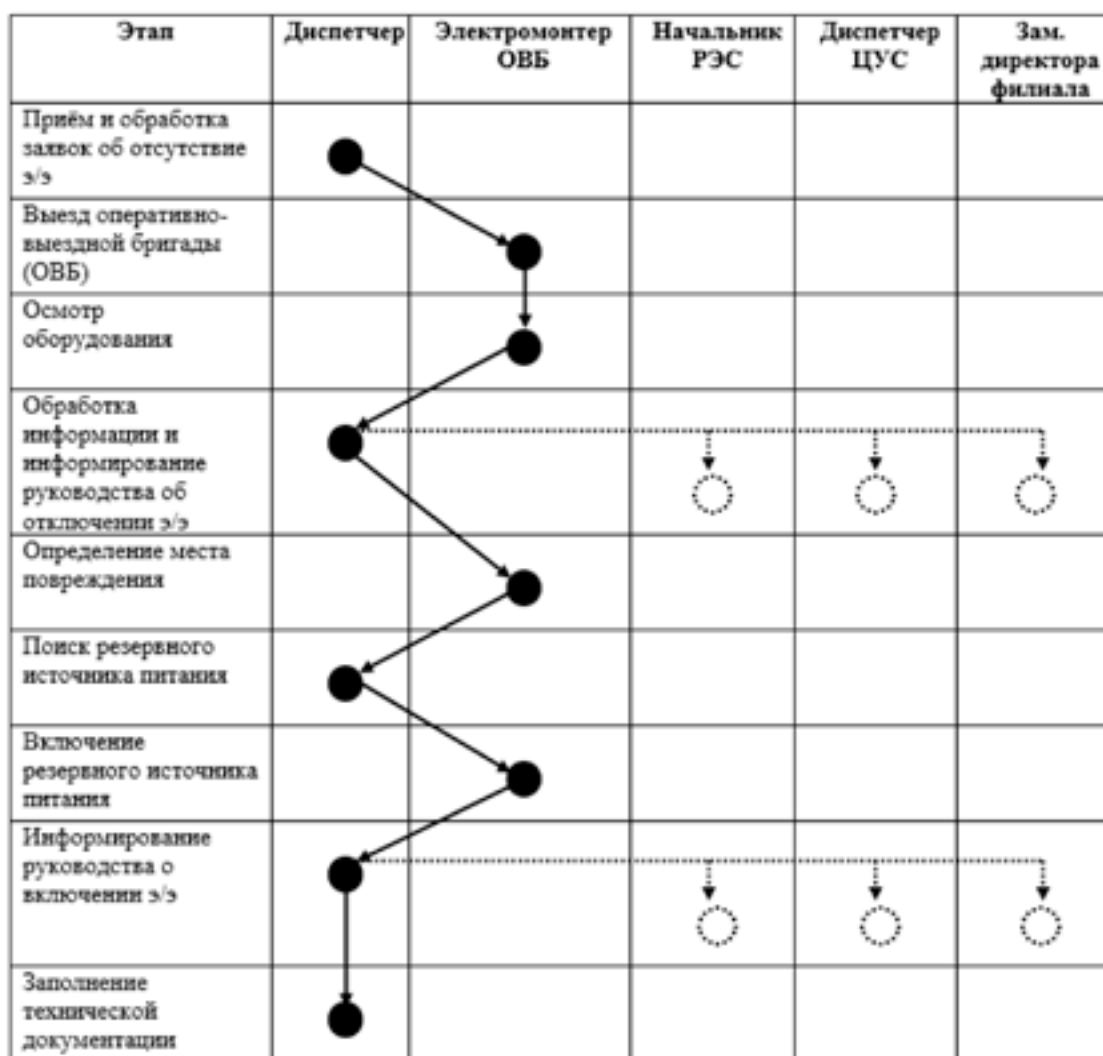 Этап
Диспетчер
Электромонтер
ОВБ
Начальник
РЭС
Диспетчер
ЦУС
Зам.
директора
филиала
Приём и обработка
заявок об отсутствие
э/э
Выезд оперативно-
выездной бригады
(ОВБ)
Осмотр
оборудования
Обработка
информации и
информирование
руководства об
отключении э/э
Определение места
повреждения
Поиск резервного
источника питания
Включение
резервного источника
питания
Информирование
руководства о
включении э/э
Заполнение
технической
документации